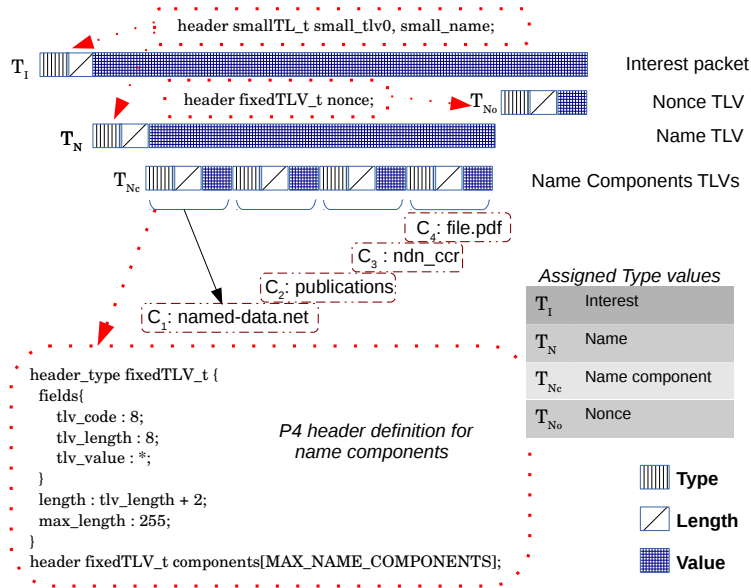 header smallTL_t small_tlv0, small_name;
T_I
Interest packet
header fixedTLV_t nonce;
T_No
Nonce TLV
T_N
Name TLV
T_Nc
Name Components TLVs
C_4: file.pdf
C_3 : ndn_ccr
C_2: publications
C_1: named-data.net
Assigned Type values
T_I Interest
T_N Name
T_Nc Name component
T_No Nonce
header_type fixedTLV_t {
fields{
tlv_code : 8;
tlv_length : 8;
tlv_value : *;
}
length : tlv_length + 2;
max_length : 255;
}
header fixedTLV_t components[MAX_NAME_COMPONENTS];
P4 header definition for
name components
Type
Length
Value